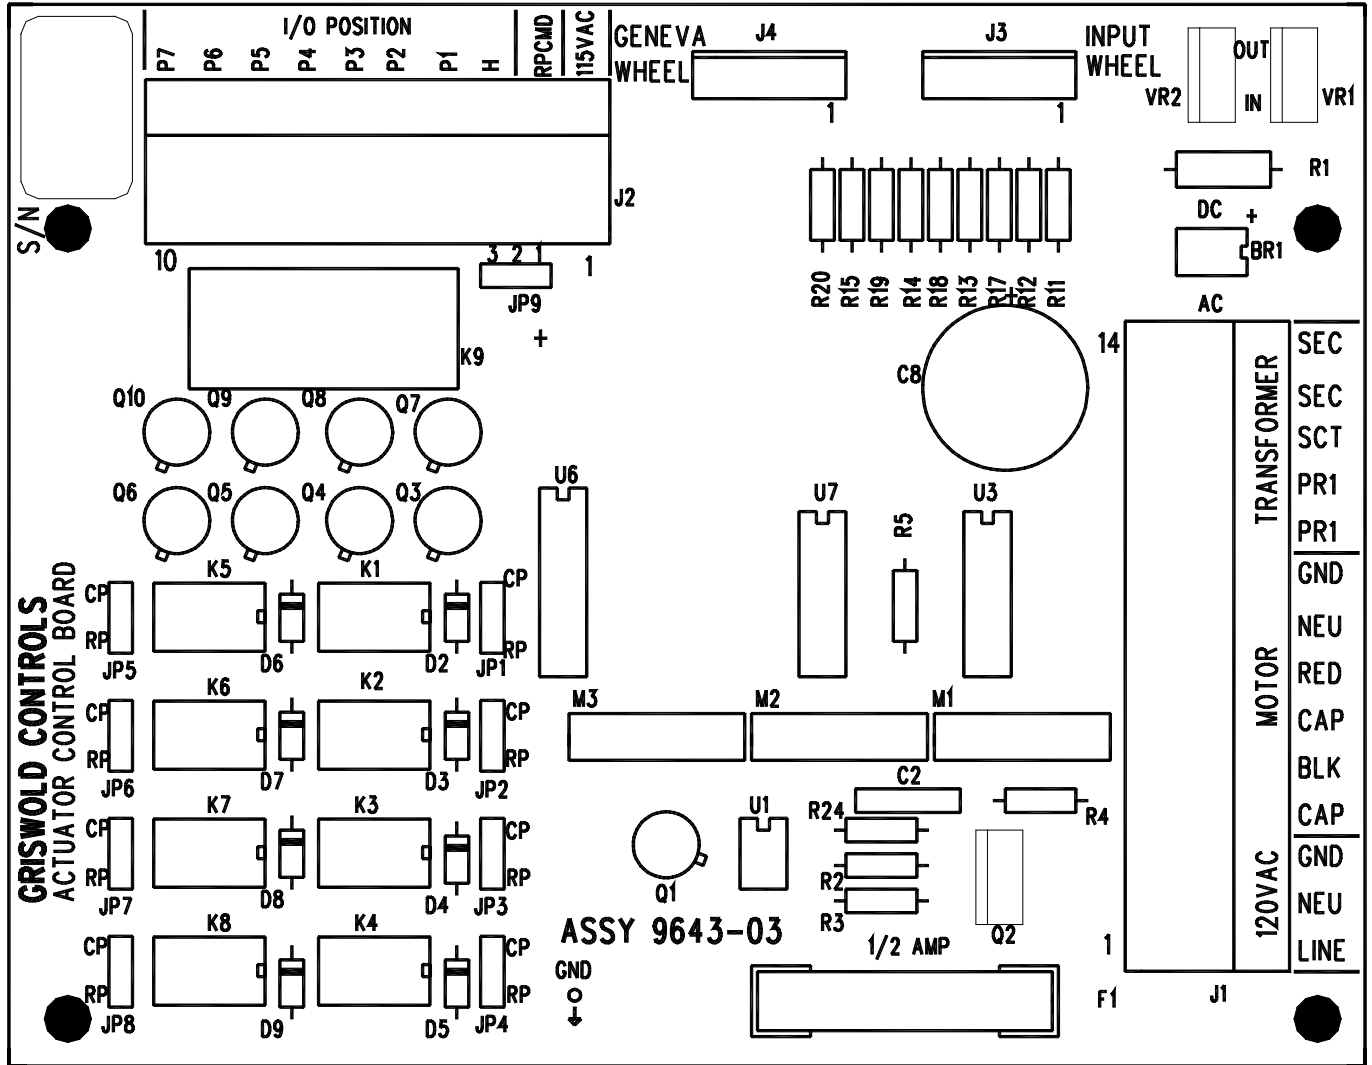 I/O POSITION
P7 P6 P5 P4 P3 P2 P1 H RPCMD 115VAC
GENEVA WHEEL
J4
1
J3
1
INPUT WHEEL
VR2
OUT
IN
VR1
S/N
J2
10
1
3 2 1
JP9
+
K9
R1
DC
+
BR1
AC
R20 R15 R19 R14 R18 R13 R17 R12 R11
+
C8
Q10 Q9 Q8 Q7
Q6 Q5 Q4 Q3
U6
U7
R5
U3
14
TRANSFORMER
SEC
SEC
SCT
PR1
PR1
MOTOR
GND
NEU
RED
CAP
BLK
CAP
120VAC
GND
NEU
LINE
1
J1
GRISWOLD CONTROLS
ACTUATOR CONTROL BOARD
CP
RP
JP5
K5
D6
K1
D2
CP
RP
JP1
CP
RP
JP6
K6
D7
K2
D3
CP
RP
JP2
CP
RP
JP7
K7
D8
K3
D4
CP
RP
JP3
CP
RP
JP8
K8
D9
K4
D5
CP
RP
JP4
M3
M2
M1
C2
R4
U1
R24
R2
R3
Q1
Q2
ASSY 9643-03
GND
1/2 AMP
F1